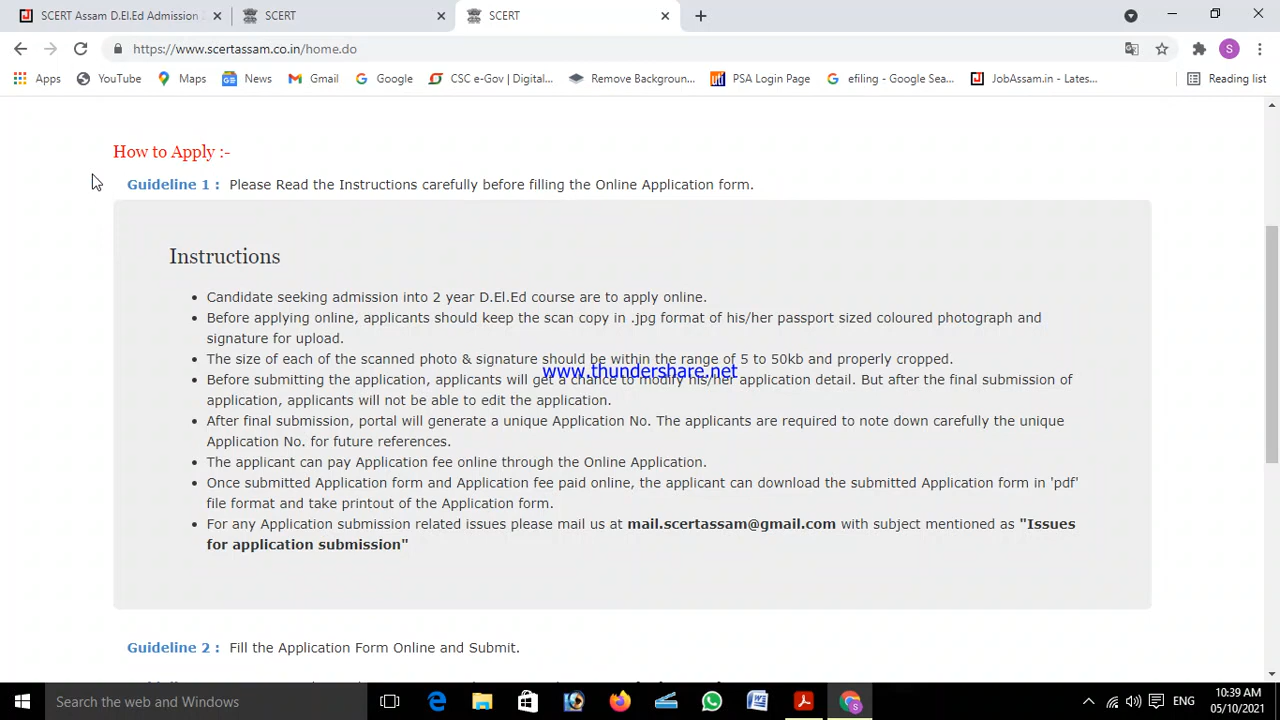 SCERT Assam D.El.Ed Admission
SCERT
SCERT
https://www.scertassam.co.in/home.do
S
Apps
YouTube
Maps
News
Gmail
Google
CSC e-Gov | Digital...
Remove Backgroun...
PSA Login Page
efiling - Google Sea...
JobAssam.in - Lates...
Reading list
How to Apply :-
Guideline 1 : Please Read the Instructions carefully before filling the Online Application form.
Instructions
• Candidate seeking admission into 2 year D.El.Ed course are to apply online.
• Before applying online, applicants should keep the scan copy in .jpg format of his/her passport sized coloured photograph and
signature for upload.
• The size of each of the scanned photo & signature should be within the range of 5 to 50kb and properly cropped.
www.thundershare.net
• Before submitting the application, applicants will get a chance to modify his/her application detail. But after the final submission of
application, applicants will not be able to edit the application.
• After final submission, portal will generate a unique Application No. The applicants are required to note down carefully the unique
Application No. for future references.
• The applicant can pay Application fee online through the Online Application.
• Once submitted Application form and Application fee paid online, the applicant can download the submitted Application form in 'pdf'
file format and take printout of the Application form.
• For any Application submission related issues please mail us at mail.scertassam@gmail.com with subject mentioned as "Issues
for application submission"
Guideline 2 : Fill the Application Form Online and Submit.
Search the web and Windows
ENG
10:39 AM
05/10/2021